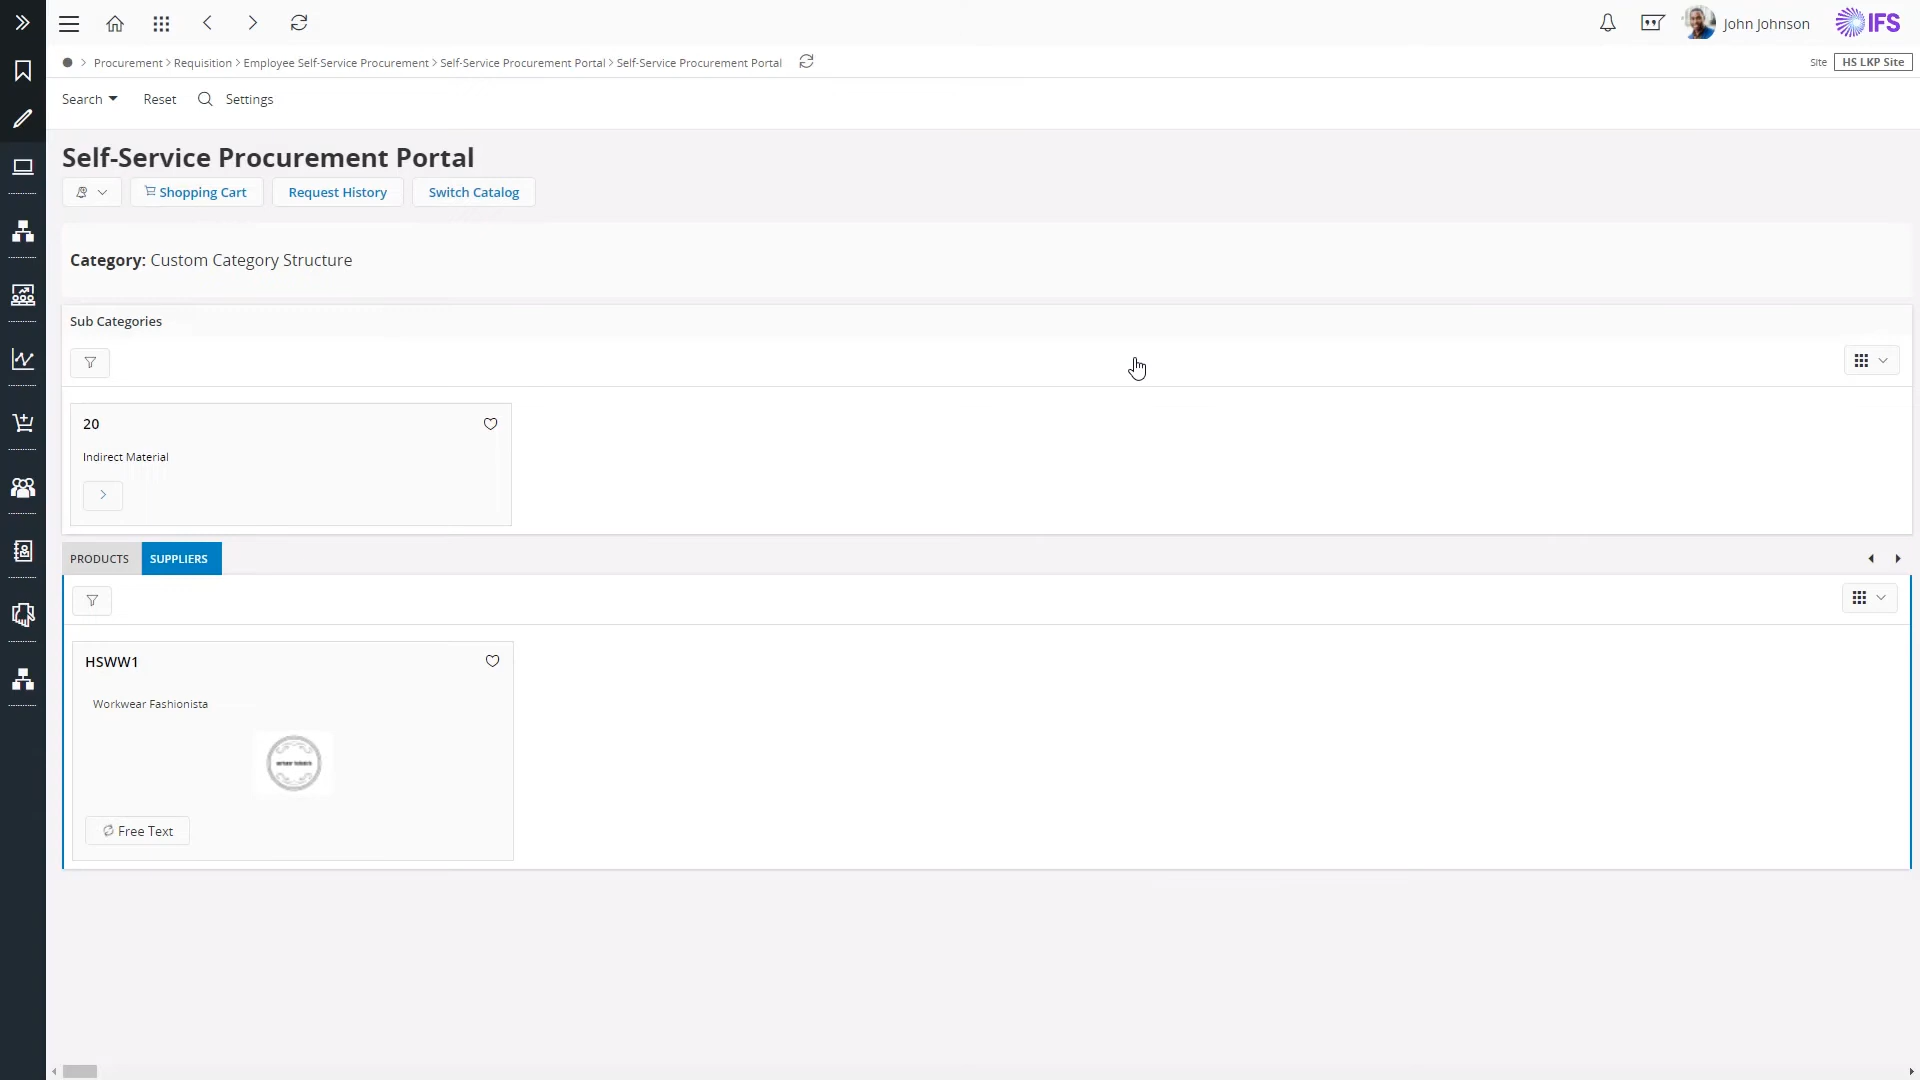 John Johnson
IFS
Procurement > Requisition > Employee Self-Service Procurement > Self-Service Procurement Portal > Self-Service Procurement Portal
Site HS LKP Site
Search Reset Settings
Self-Service Procurement Portal
Shopping Cart Request History Switch Catalog
Category: Custom Category Structure
Sub Categories
20
Indirect Material
PRODUCTS SUPPLIERS
HSWW1
Workwear Fashionista
Free Text